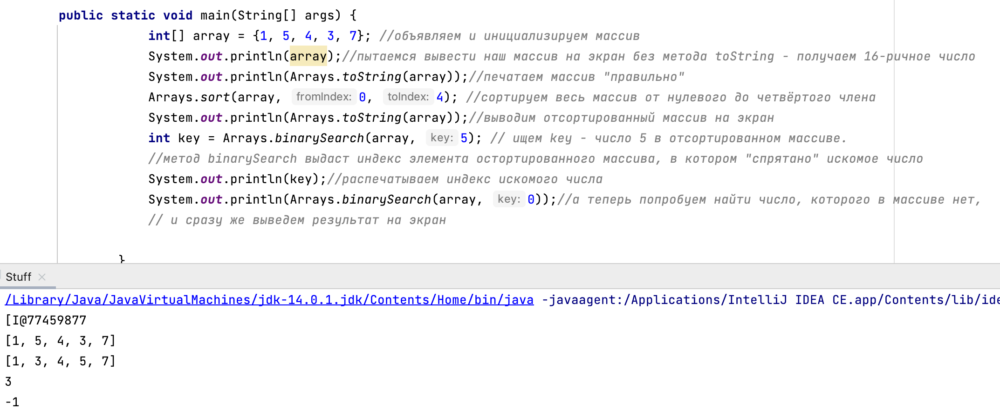 public static void main(String[] args) {
int[] array = {1, 5, 4, 3, 7}; //объявляем и инициализируем массив
System.out.println(array);//пытаемся вывести наш массив на экран без метода toString - получаем 16-ричное число
System.out.println(Arrays.toString(array));//печатаем массив "правильно"
Arrays.sort(array, fromIndex: 0, toIndex: 4); //сортируем весь массив от нулевого до четвёртого члена
System.out.println(Arrays.toString(array));//выводим отсортированный массив на экран
int key = Arrays.binarySearch(array, key: 5); // ищем key - число 5 в отсортированном массиве.
//метод binarySearch выдаст индекс элемента остортированного массива, в котором "спрятано" искомое число
System.out.println(key);//распечатываем индекс искомого числа
System.out.println(Arrays.binarySearch(array, key: 0));//а теперь попробуем найти число, которого в массиве нет,
// и сразу же выведем результат на экран
}
Stuff
/Library/Java/JavaVirtualMachines/jdk-14.0.1.jdk/Contents/Home/bin/java -javaagent:/Applications/IntelliJ IDEA CE.app/Contents/lib/ide
[I@77459877
[1, 5, 4, 3, 7]
[1, 3, 4, 5, 7]
3
-1